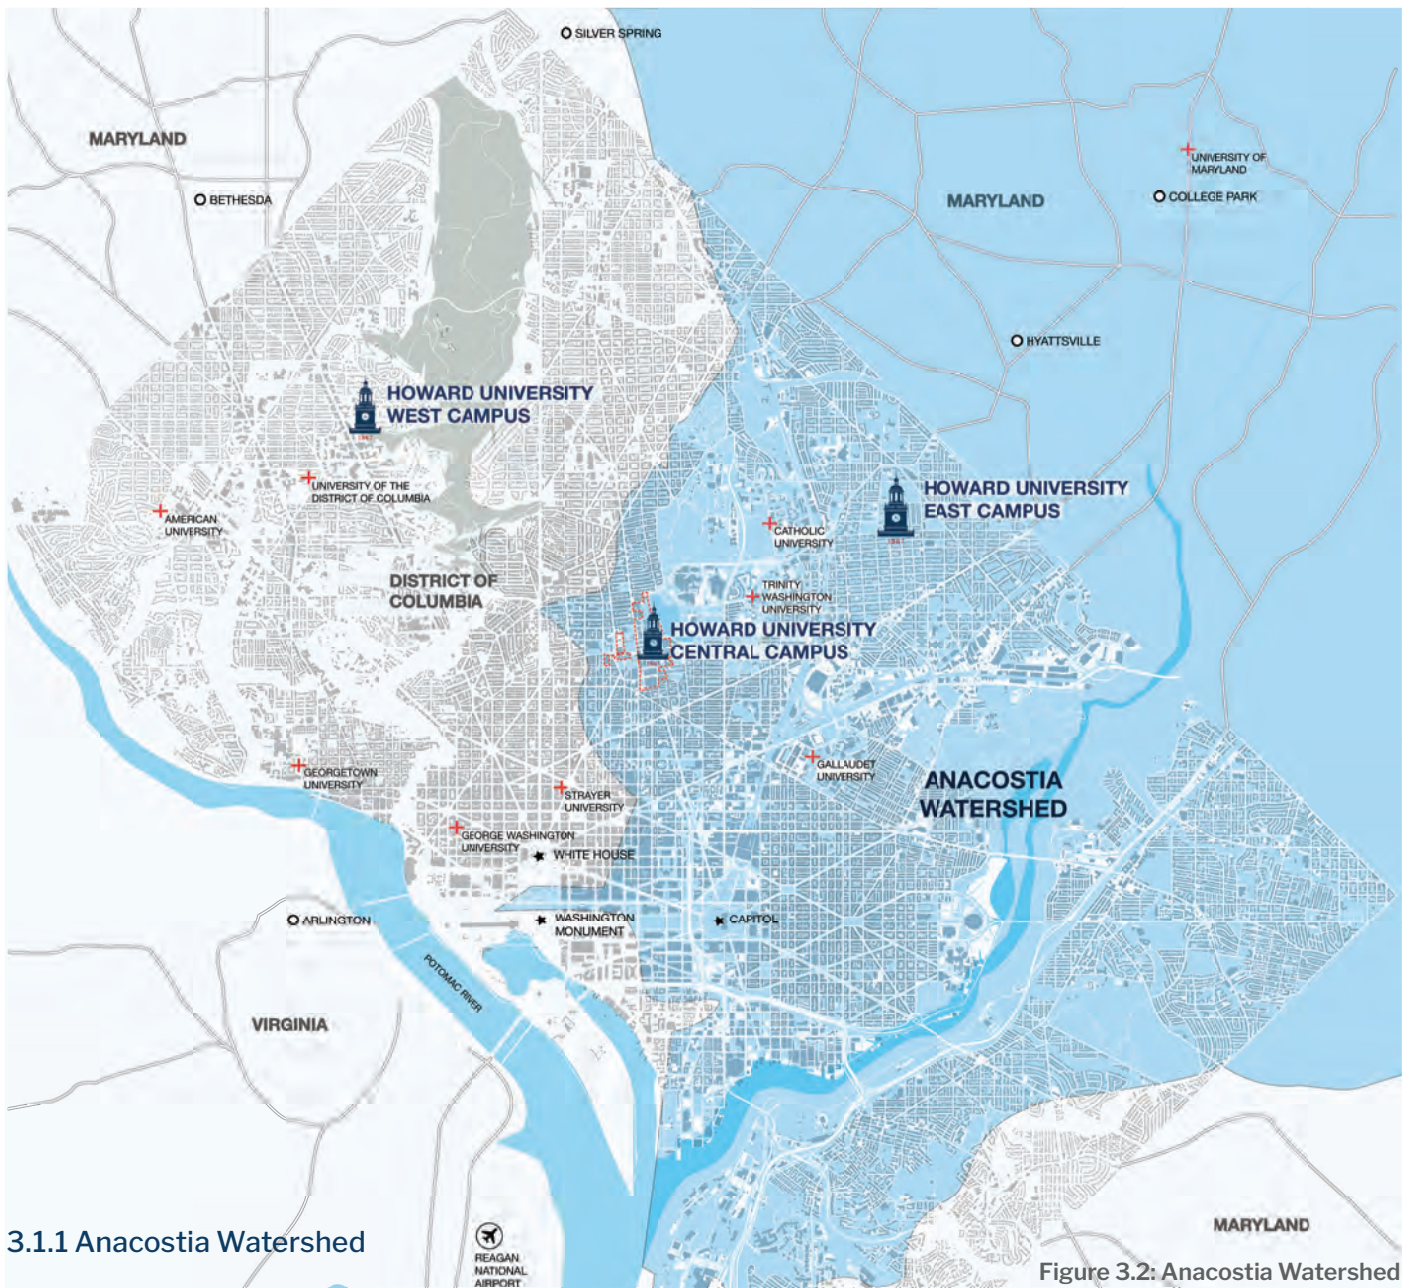 SILVER SPRING
MARYLAND
UNIVERSITY OF
MARYLAND
BETHESDA
MARYLAND
COLLEGE PARK
HYATTSVILLE
HOWARD UNIVERSITY
WEST CAMPUS
UNIVERSITY OF THE
DISTRICT OF COLUMBIA
HOWARD UNIVERSITY
EAST CAMPUS
AMERICAN
UNIVERSITY
CATHOLIC
UNIVERSITY
DISTRICT OF
COLUMBIA
TRINITY
WASHINGTON
UNIVERSITY
HOWARD UNIVERSITY
CENTRAL CAMPUS
GEORGETOWN
UNIVERSITY
GALLAUDET
UNIVERSITY
ANACOSTIA
WATERSHED
STRAYER
UNIVERSITY
GEORGE WASHINGTON
UNIVERSITY
WHITE HOUSE
ARLINGTON
WASHINGTON
MONUMENT
CAPITOL
POTOMAC RIVER
VIRGINIA
3.1.1 Anacostia Watershed
MARYLAND
REAGAN
NATIONAL
AIRPORT
Figure 3.2: Anacostia Watershed